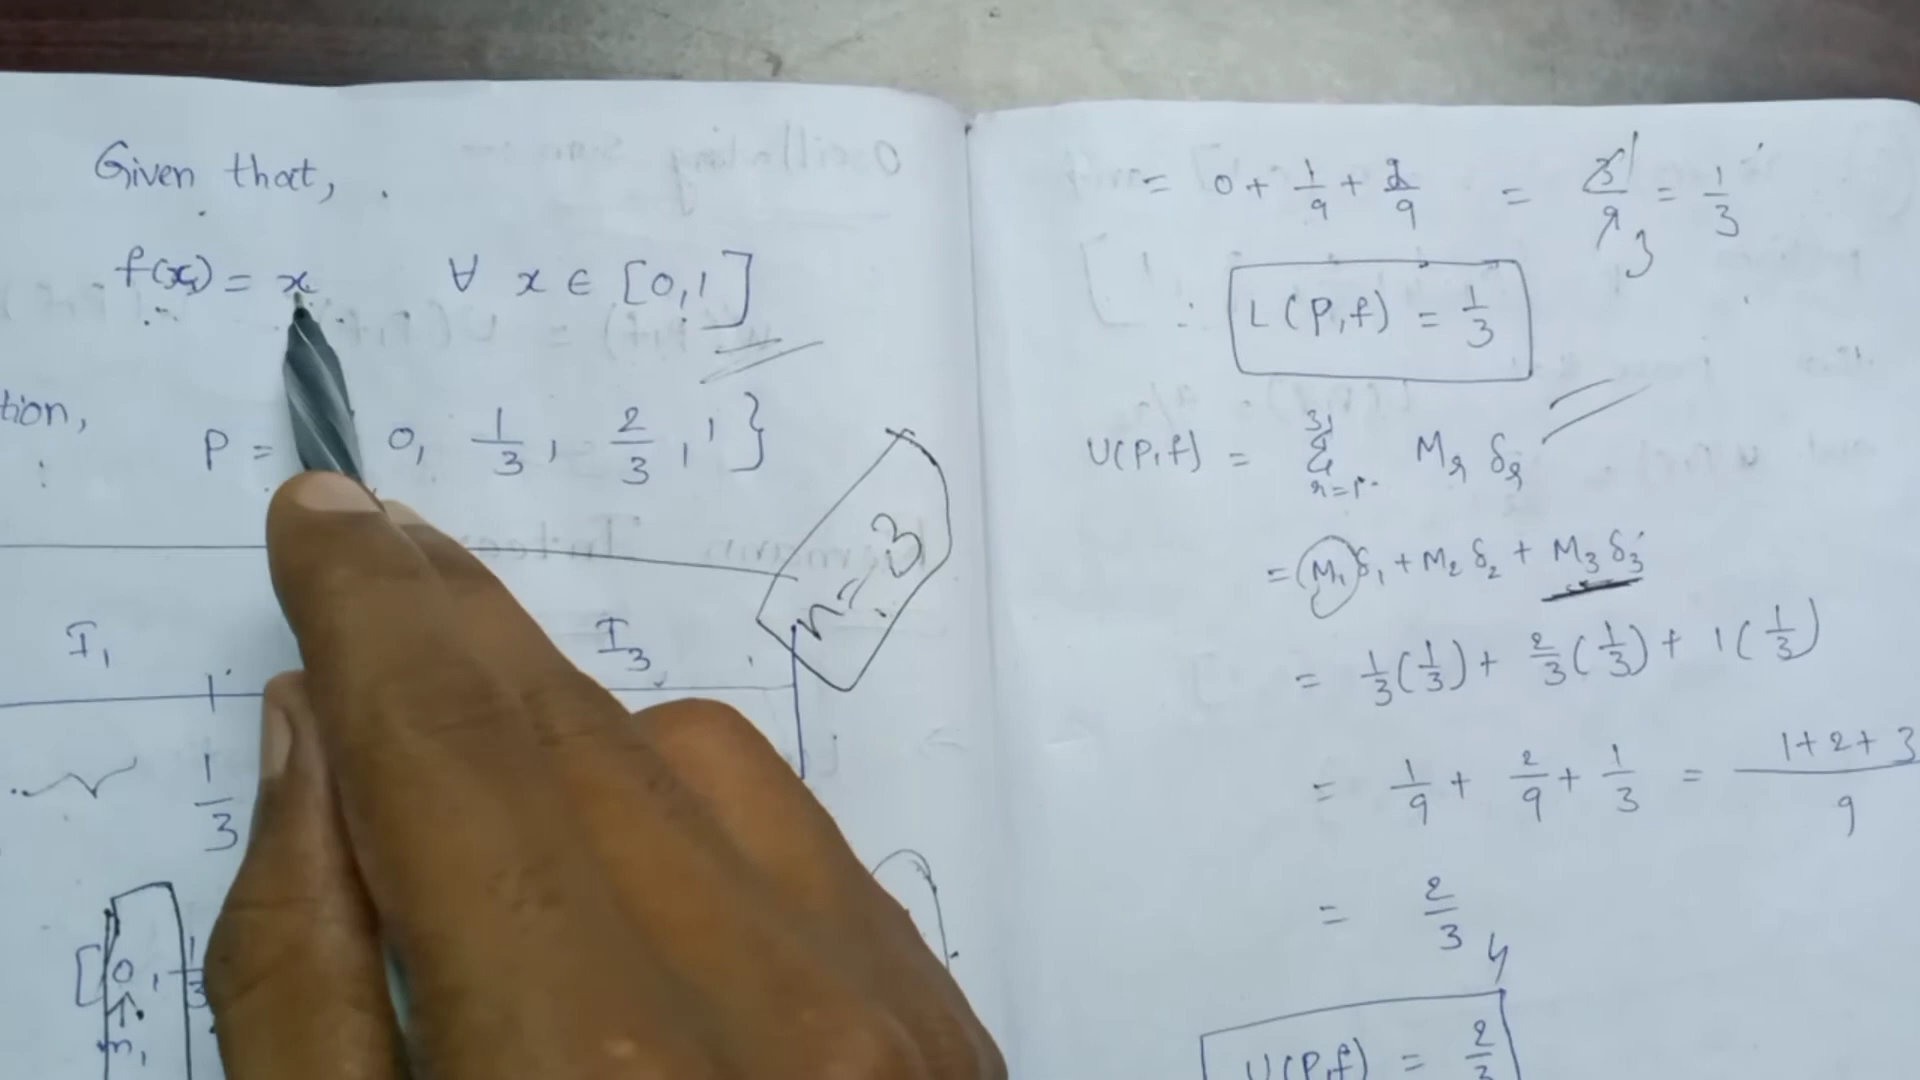 Given that,
f(x) = x ∀ x ∈ [0,1]
tion,
P = 0, 1/3, 2/3, 1 }
n = 3
I₁ I₃
1/3
[0, 1/3
m₁
= 0 + 1/9 + 2/9 = 3/9 = 1/3
∴ L(P,f) = 1/3
U(P,f) = Σ_{r=1}^{3} Mᵣ δᵣ
= M₁δ₁ + M₂δ₂ + M₃δ₃
= 1/3(1/3) + 2/3(1/3) + 1(1/3)
= 1/9 + 2/9 + 1/3 = (1+2+3)/9
= 2/3
U(P,f) = 2/3